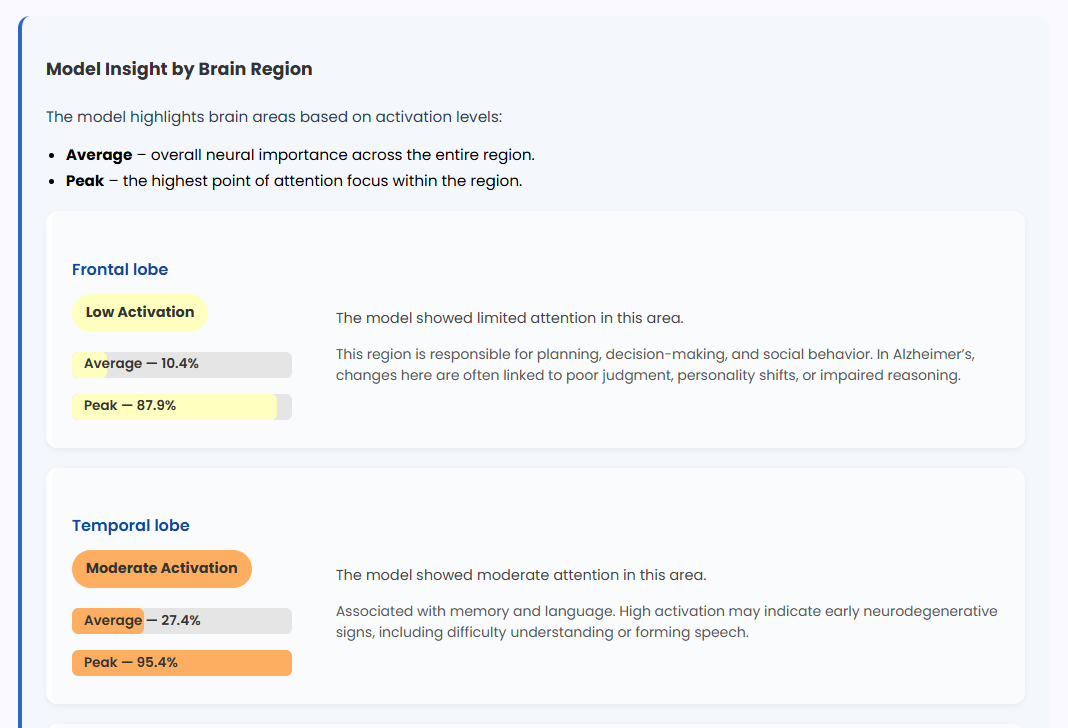 Model Insight by Brain Region
The model highlights brain areas based on activation levels:
• Average – overall neural importance across the entire region.
• Peak – the highest point of attention focus within the region.
Frontal lobe
Low Activation
Average — 10.4%
Peak — 87.9%
The model showed limited attention in this area.
This region is responsible for planning, decision-making, and social behavior. In Alzheimer's,
changes here are often linked to poor judgment, personality shifts, or impaired reasoning.
Temporal lobe
Moderate Activation
Average — 27.4%
Peak — 95.4%
The model showed moderate attention in this area.
Associated with memory and language. High activation may indicate early neurodegenerative
signs, including difficulty understanding or forming speech.